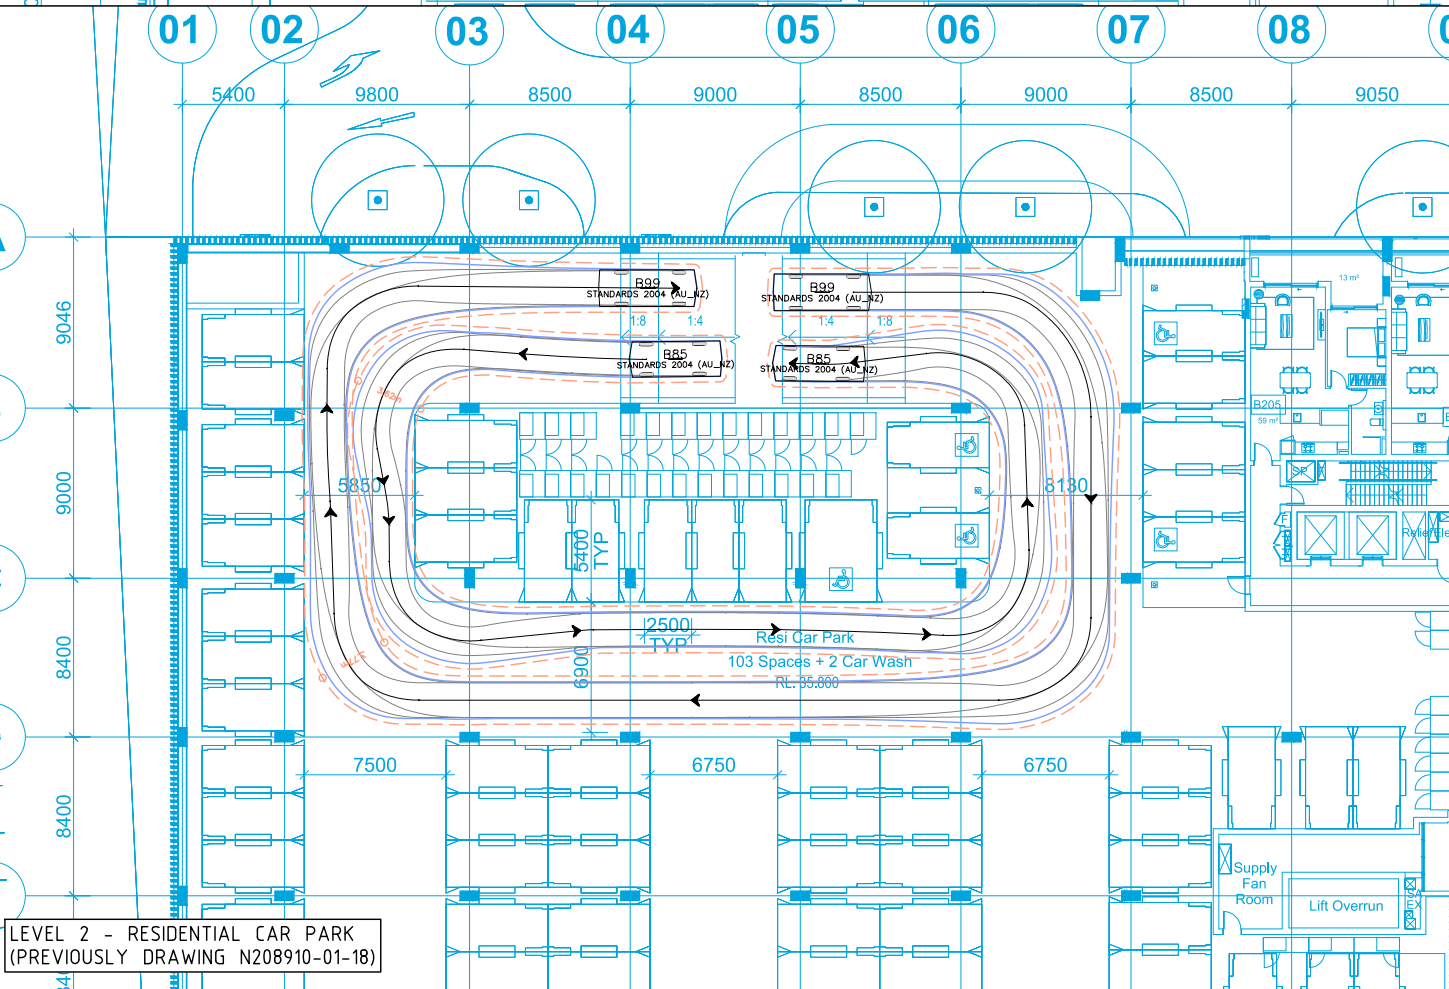 01 02 03 04 05 06 07 08
5400 9800 8500 9000 8500 9000 8500 9050
9046
9000
8400
8400
13 m²
B99
STANDARDS 2004 (AU_NZ)
B99
STANDARDS 2004 (AU_NZ)
1:8 1:4
1:4 1:8
B85
STANDARDS 2004 (AU_NZ)
B85
STANDARDS 2004 (AU_NZ)
B205
59 m²
5850
8130
5400
TYP
2500
TYP
6900
Resi Car Park
103 Spaces + 2 Car Wash
RL. 35.800
7500 6750 6750
Supply
Fan
Room
Lift Overrun
SA
EX
LEVEL 2 - RESIDENTIAL CAR PARK
(PREVIOUSLY DRAWING N208910-01-18)